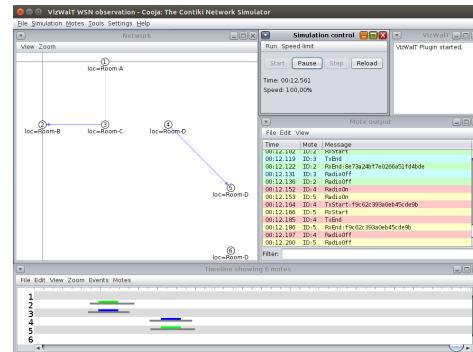 VizWalT WSN observation - Cooja: The Contiki Network Simulator
File Simulation Motes Tools Settings Help
Network
View Zoom
1
loc=Room-A
2
loc=Room-B
3
loc=Room-C
4
loc=Room-D
5
loc=Room-D
6
loc=Room-D
Simulation control
Run Speed limit
Start Pause Step Reload
Time: 00:12.561
Speed: 100,00%
VizWalT
VizWalT Plugin started.
Mote output
File Edit View
Time Mote Message
00:12.102 ID:2 RxStart
00:12.119 ID:3 TxEnd
00:12.122 ID:2 RxEnd:8e73a24bf7e0266a51fd4bde
00:12.131 ID:3 RadioOff
00:12.136 ID:2 RadioOff
00:12.152 ID:4 RadioOn
00:12.153 ID:5 RadioOn
00:12.164 ID:4 TxStart:f9c62c393a0eb45cde9b
00:12.166 ID:5 RxStart
00:12.185 ID:4 TxEnd
00:12.186 ID:5 RxEnd:f9c62c393a0eb45cde9b
00:12.197 ID:4 RadioOff
00:12.200 ID:5 RadioOff
Filter:
Timeline showing 6 motes
File Edit View Zoom Events Motes
1
2
3
4
5
6